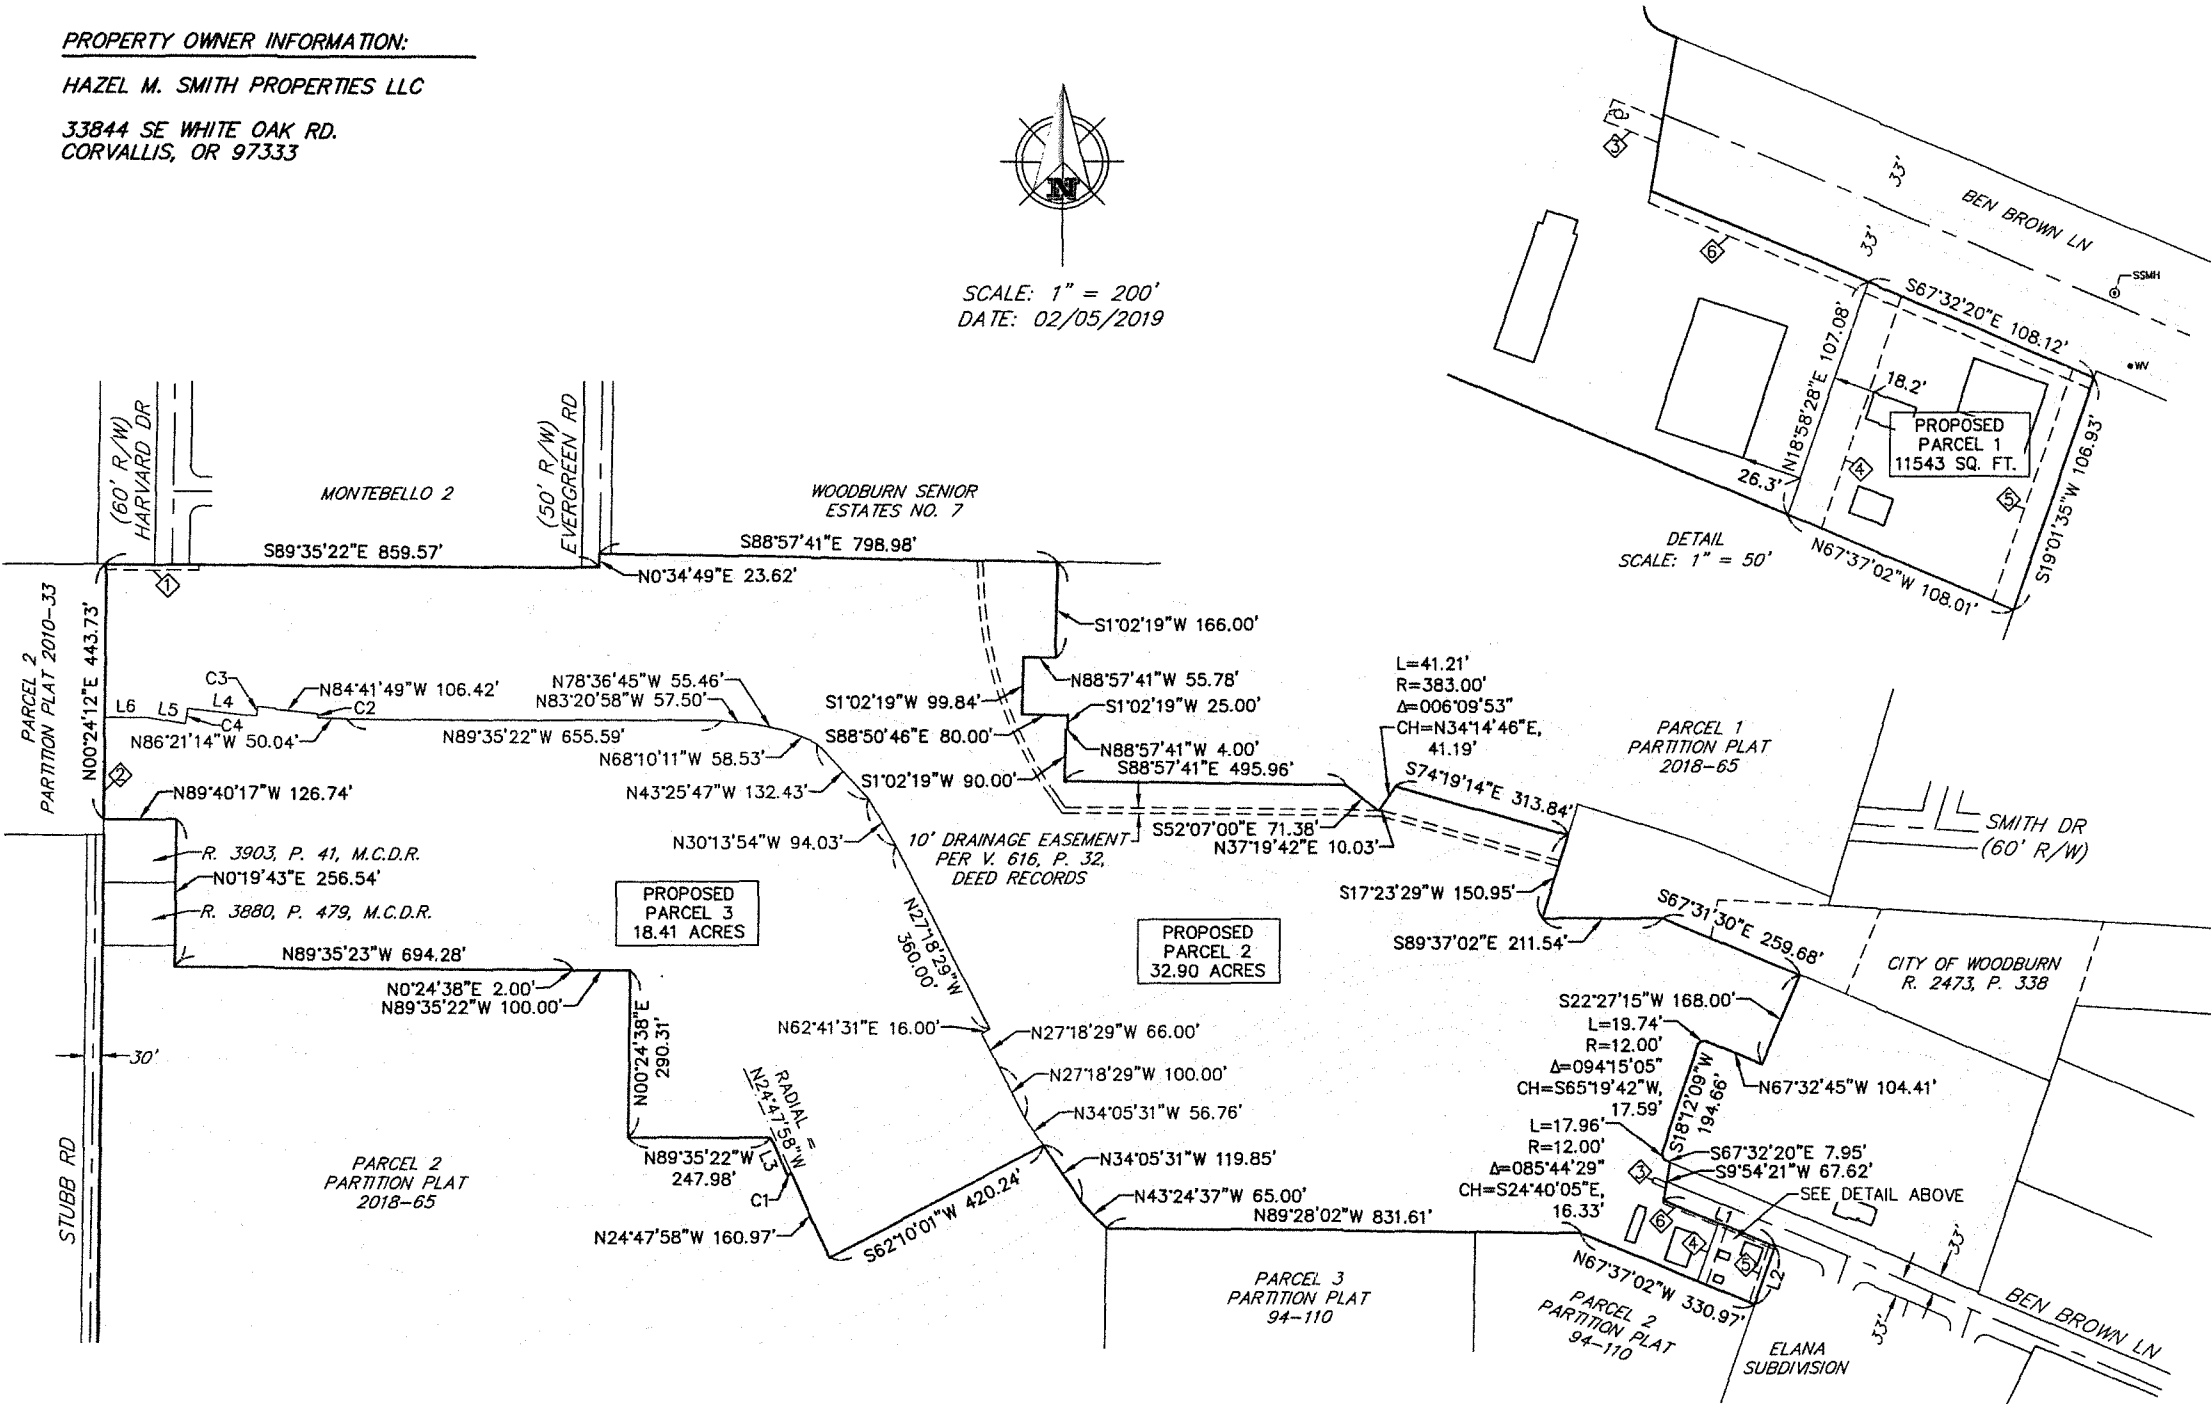 PROPERTY OWNER INFORMATION:
HAZEL M. SMITH PROPERTIES LLC
33844 SE WHITE OAK RD.
CORVALLIS, OR 97333
N
SCALE: 1" = 200'
DATE: 02/05/2019
3
33'
BEN BROWN LN
33'
6
SSMH
WV
S67°32'20"E 108.12'
N18°58'28"E 107.08'
18.2'
PROPOSED
PARCEL 1
11543 SQ. FT.
4
5
26.3'
S19°01'35"W 106.93'
N67°37'02"W 108.01'
DETAIL
SCALE: 1" = 50'
(60' R/W)
HARVARD DR
MONTEBELLO 2
(50' R/W)
EVERGREEN RD
WOODBURN SENIOR
ESTATES NO. 7
S89°35'22"E 859.57'
S88°57'41"E 798.98'
N0°34'49"E 23.62'
1
PARCEL 2
PARTITION PLAT 2010-33
N00°24'12"E 443.73'
S1°02'19"W 166.00'
N88°57'41"W 55.78'
S1°02'19"W 99.84'
S1°02'19"W 25.00'
S88°50'46"E 80.00'
N88°57'41"W 4.00'
S1°02'19"W 90.00'
S88°57'41"E 495.96'
L=41.21'
R=383.00'
Δ=006°09'53"
CH=N34°14'46"E,
41.19'
S74°19'14"E 313.84'
PARCEL 1
PARTITION PLAT
2018-65
SMITH DR
(60' R/W)
C3
L4
N84°41'49"W 106.42'
C2
L6
L5
C4
N86°21'14"W 50.04'
N78°36'45"W 55.46'
N83°20'58"W 57.50'
N89°35'22"W 655.59'
N68°10'11"W 58.53'
N43°25'47"W 132.43'
N30°13'54"W 94.03'
2
N89°40'17"W 126.74'
R. 3903, P. 41, M.C.D.R.
N0°19'43"E 256.54'
R. 3880, P. 479, M.C.D.R.
10' DRAINAGE EASEMENT
PER V. 616, P. 32,
DEED RECORDS
S52°07'00"E 71.38'
N37°19'42"E 10.03'
S17°23'29"W 150.95'
S89°37'02"E 211.54'
S67°31'30"E 259.68'
PROPOSED
PARCEL 3
18.41 ACRES
N27°18'29"W
360.00'
PROPOSED
PARCEL 2
32.90 ACRES
CITY OF WOODBURN
R. 2473, P. 338
N89°35'23"W 694.28'
N0°24'38"E 2.00'
N89°35'22"W 100.00'
N00°24'38"E
290.31'
N62°41'31"E 16.00'
N27°18'29"W 66.00'
N27°18'29"W 100.00'
N34°05'31"W 56.76'
S22°27'15"W 168.00'
L=19.74'
R=12.00'
Δ=094°15'05"
CH=S65°19'42"W,
17.59'
N67°32'45"W 104.41'
S18°12'09"W
194.66'
L=17.96'
R=12.00'
Δ=085°44'29"
CH=S24°40'05"E,
16.33'
S67°32'20"E 7.95'
S9°54'21"W 67.62'
3
SEE DETAIL ABOVE
30'
STUBB RD
PARCEL 2
PARTITION PLAT
2018-65
N89°35'22"W
247.98'
RADIAL =
N24°47'58"W
L3
C1
N24°47'58"W 160.97'
S62°10'01"W 420.24'
N34°05'31"W 119.85'
N43°24'37"W 65.00'
N89°28'02"W 831.61'
6
L1
4
5
L2
N67°37'02"W 330.97'
PARCEL 3
PARTITION PLAT
94-110
PARCEL 2
PARTITION PLAT
94-110
ELANA
SUBDIVISION
33'
33'
BEN BROWN LN